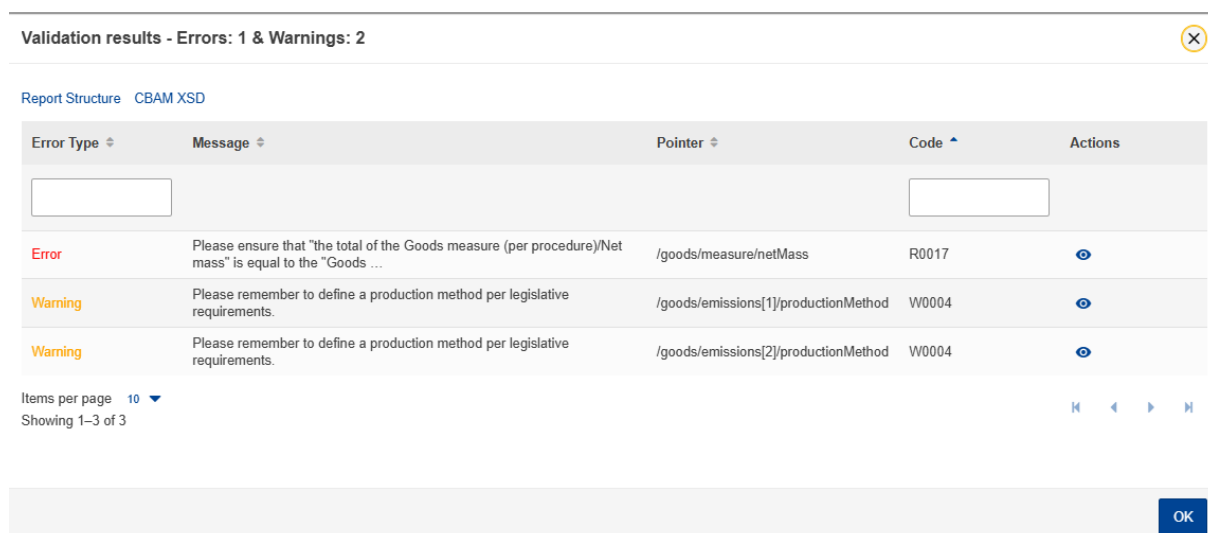 Validation results - Errors: 1 & Warnings: 2
Report Structure CBAM XSD
Error Type Message Pointer Code Actions
Error Please ensure that "the total of the Goods measure (per procedure)/Net /goods/measure/netMass R0017
mass" is equal to the "Goods ...
Warning Please remember to define a production method per legislative /goods/emissions[1]/productionMethod W0004
requirements.
Warning Please remember to define a production method per legislative /goods/emissions[2]/productionMethod W0004
requirements.
Items per page 10
Showing 1–3 of 3
OK